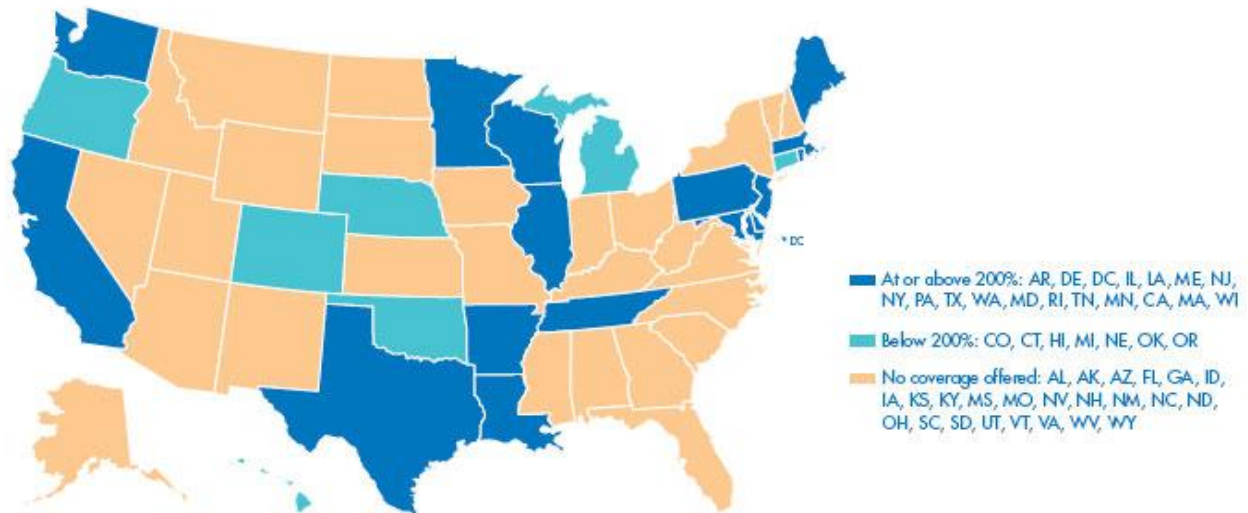 * DC
At or above 200%: AR, DE, DC, IL, LA, ME, NJ,
NY, PA, TX, WA, MD, RI, TN, MN, CA, MA, WI
Below 200%: CO, CT, HI, MI, NE, OK, OR
No coverage offered: AL, AK, AZ, FL, GA, ID,
IA, KS, KY, MS, MO, NV, NH, NM, NC, ND,
OH, SC, SD, UT, VT, VA, WV, WY